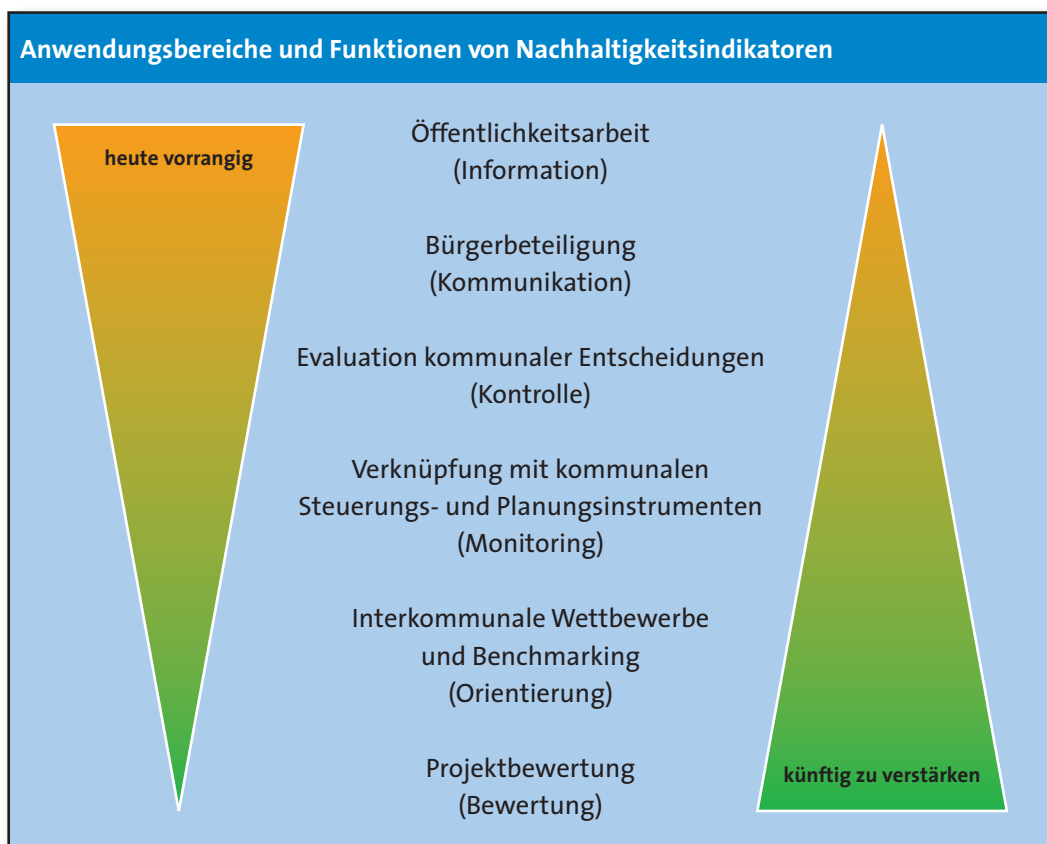 Anwendungsbereiche und Funktionen von Nachhaltigkeitsindikatoren
heute vorrangig
Öffentlichkeitsarbeit
(Information)
Bürgerbeteiligung
(Kommunikation)
Evaluation kommunaler Entscheidungen
(Kontrolle)
Verknüpfung mit kommunalen
Steuerungs- und Planungsinstrumenten
(Monitoring)
Interkommunale Wettbewerbe
und Benchmarking
(Orientierung)
Projektbewertung
(Bewertung)
künftig zu verstärken